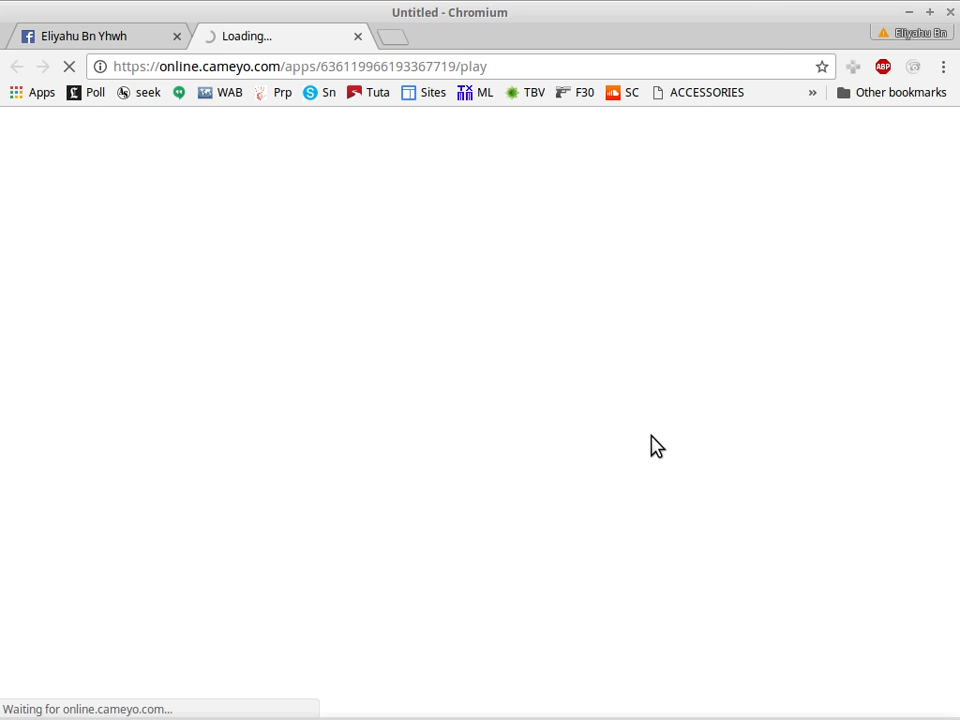 Untitled - Chromium
Eliyahu Bn Yhwh
Loading...
Eliyahu Bn
https://online.cameyo.com/apps/636119966193367719/play
ABP
Apps Poll seek WAB Prp Sn Tuta Sites ML TBV F30 SC ACCESSORIES » Other bookmarks
Waiting for online.cameyo.com...